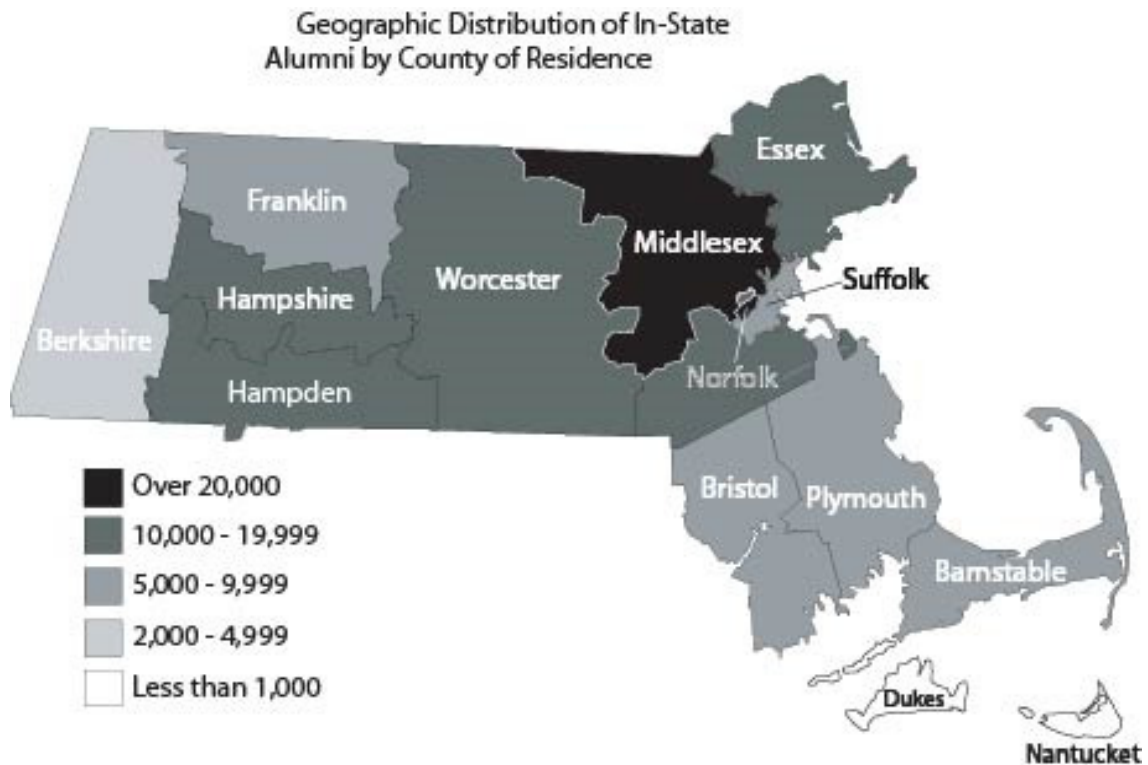 Geographic Distribution of In-State
Alumni by County of Residence
Essex
Franklin
Middlesex
Worcester
Suffolk
Hampshire
Berkshire
Norfolk
Hampden
Over 20,000
10,000 - 19,999
5,000 - 9,999
2,000 - 4,999
Less than 1,000
Bristol
Plymouth
Barnstable
Dukes
Nantucket